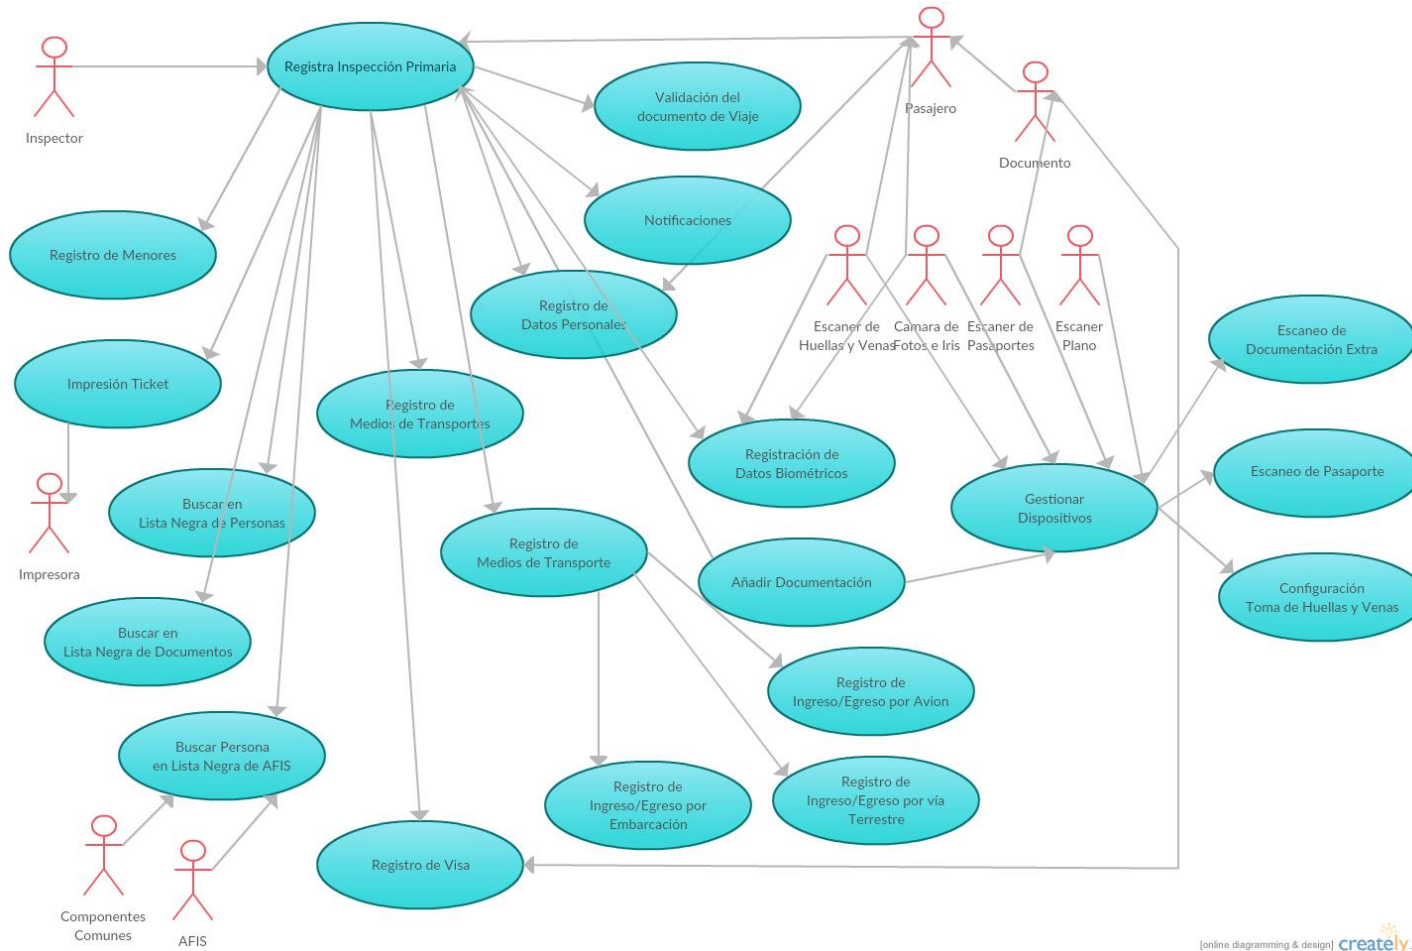 Registra Inspección Primaria
Inspector
Pasajero
Documento
Validación del
documento de Viaje
Notificaciones
Registro de Menores
Registro de
Datos Personales
Escaner de
Huellas y Venas
Camara de
Fotos e Iris
Escaner de
Pasaportes
Escaner
Plano
Escaneo de
Documentación Extra
Impresión Ticket
Registro de
Medios de Transportes
Registración de
Datos Biométricos
Escaneo de Pasaporte
Gestionar
Dispositivos
Buscar en
Lista Negra de Personas
Impresora
Registro de
Medios de Transporte
Añadir Documentación
Configuración
Toma de Huellas y Venas
Buscar en
Lista Negra de Documentos
Registro de
Ingreso/Egreso por Avion
Buscar Persona
en Lista Negra de AFIS
Registro de
Ingreso/Egreso por
Embarcación
Registro de
Ingreso/Egreso por vía
Terrestre
Registro de Visa
Componentes
Comunes
AFIS
[online diagramming & design] creately